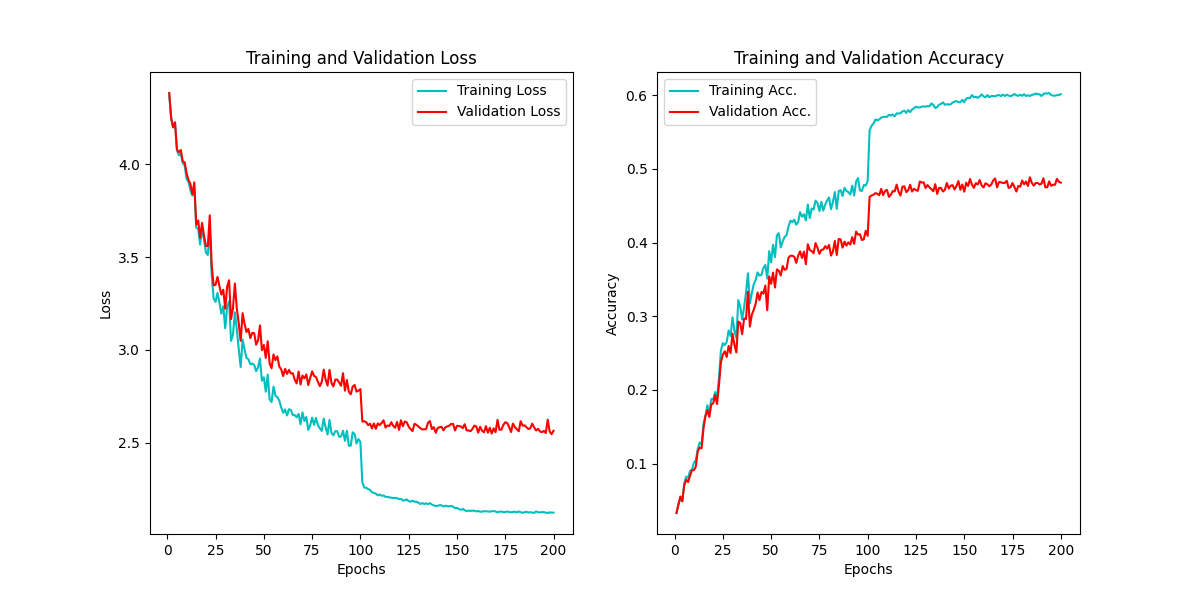 Training and Validation Loss
Training Loss
Validation Loss
4.0
3.5
3.0
2.5
0
25
50
75
100
125
150
175
200
Loss
Epochs
Training and Validation Accuracy
Training Acc.
Validation Acc.
0.6
0.5
0.4
0.3
0.2
0.1
0
25
50
75
100
125
150
175
200
Accuracy
Epochs